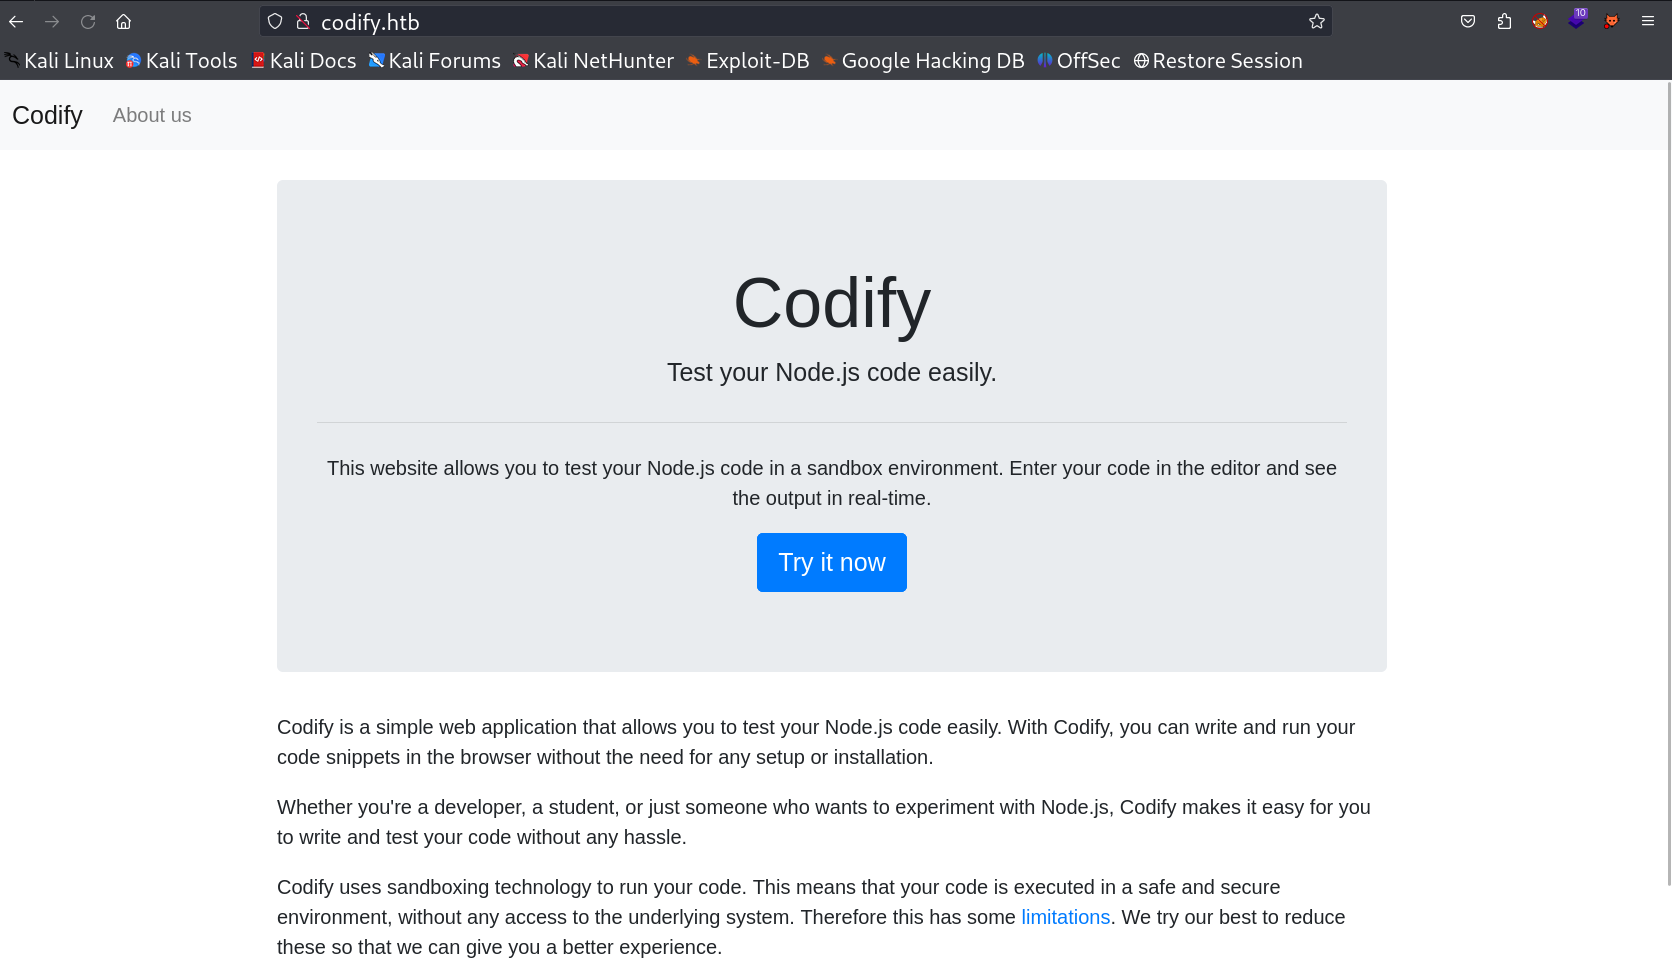 codify.htb
10
Kali Linux Kali Tools Kali Docs Kali Forums Kali NetHunter Exploit-DB Google Hacking DB OffSec Restore Session
Codify About us
Codify
Test your Node.js code easily.
This website allows you to test your Node.js code in a sandbox environment. Enter your code in the editor and see
the output in real-time.
Try it now
Codify is a simple web application that allows you to test your Node.js code easily. With Codify, you can write and run your
code snippets in the browser without the need for any setup or installation.
Whether you're a developer, a student, or just someone who wants to experiment with Node.js, Codify makes it easy for you
to write and test your code without any hassle.
Codify uses sandboxing technology to run your code. This means that your code is executed in a safe and secure
environment, without any access to the underlying system. Therefore this has some limitations. We try our best to reduce
these so that we can give you a better experience.